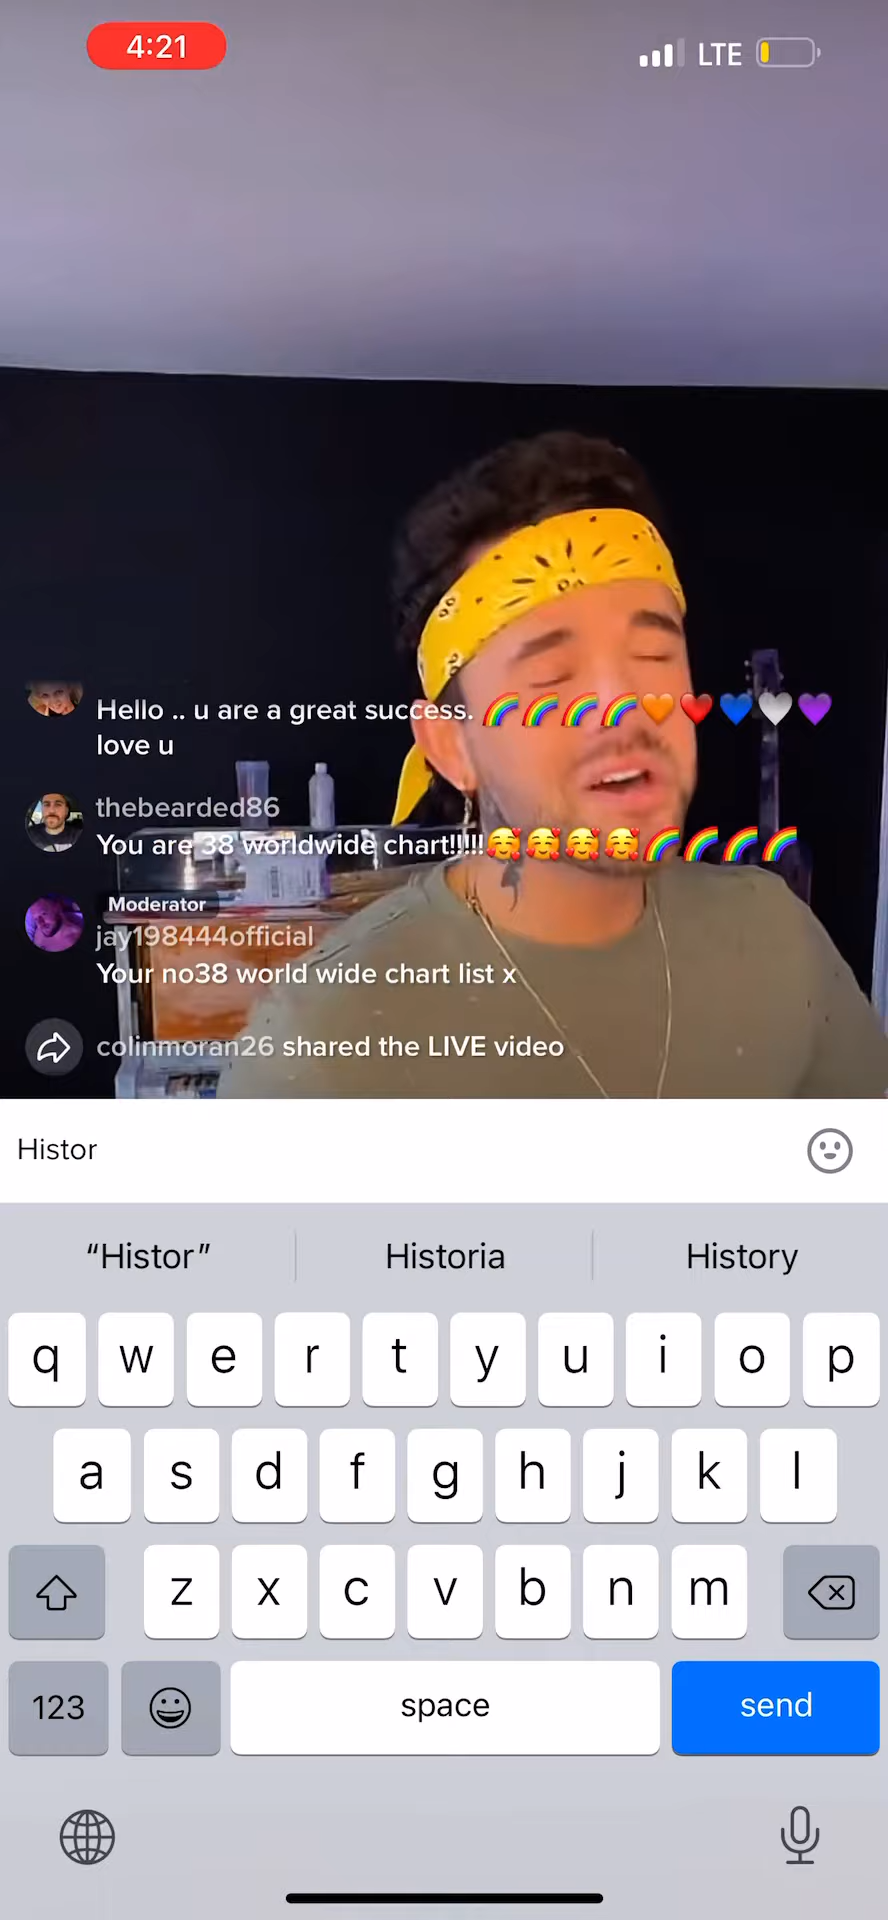 4:21
LTE
Hello .. u are a great success. 🌈🌈🌈🌈🧡❤️💙🤍💜
love u
thebearded86
You are 38 worldwide chart!!!!!🥰🥰🥰🥰🌈🌈🌈🌈
Moderator
jay198444official
Your no38 world wide chart list x
colinmoran26 shared the LIVE video
Histor
“Histor” Historia History
q w e r t y u i o p
a s d f g h j k l
z x c v b n m
123 space send